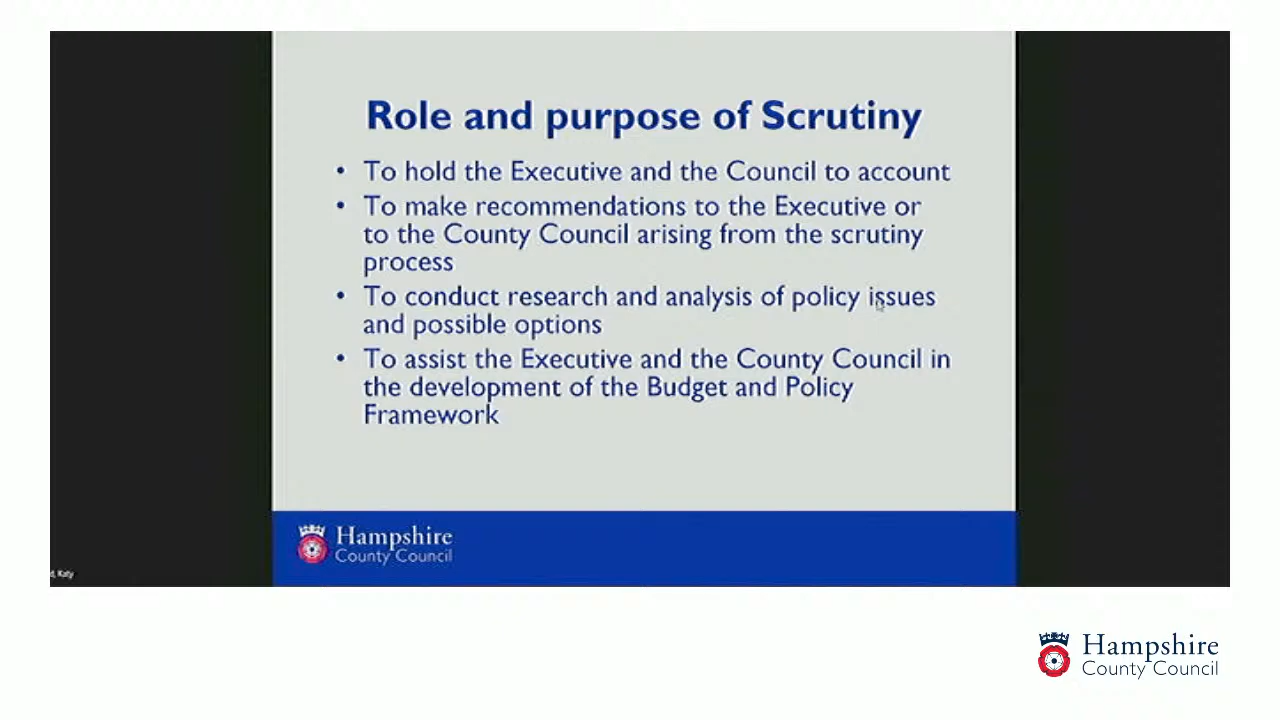 Role and purpose of Scrutiny
• To hold the Executive and the Council to account
• To make recommendations to the Executive or
to the County Council arising from the scrutiny
process
• To conduct research and analysis of policy issues
and possible options
• To assist the Executive and the County Council in
the development of the Budget and Policy
Framework
Hampshire
County Council
d, Katy
Hampshire
County Council